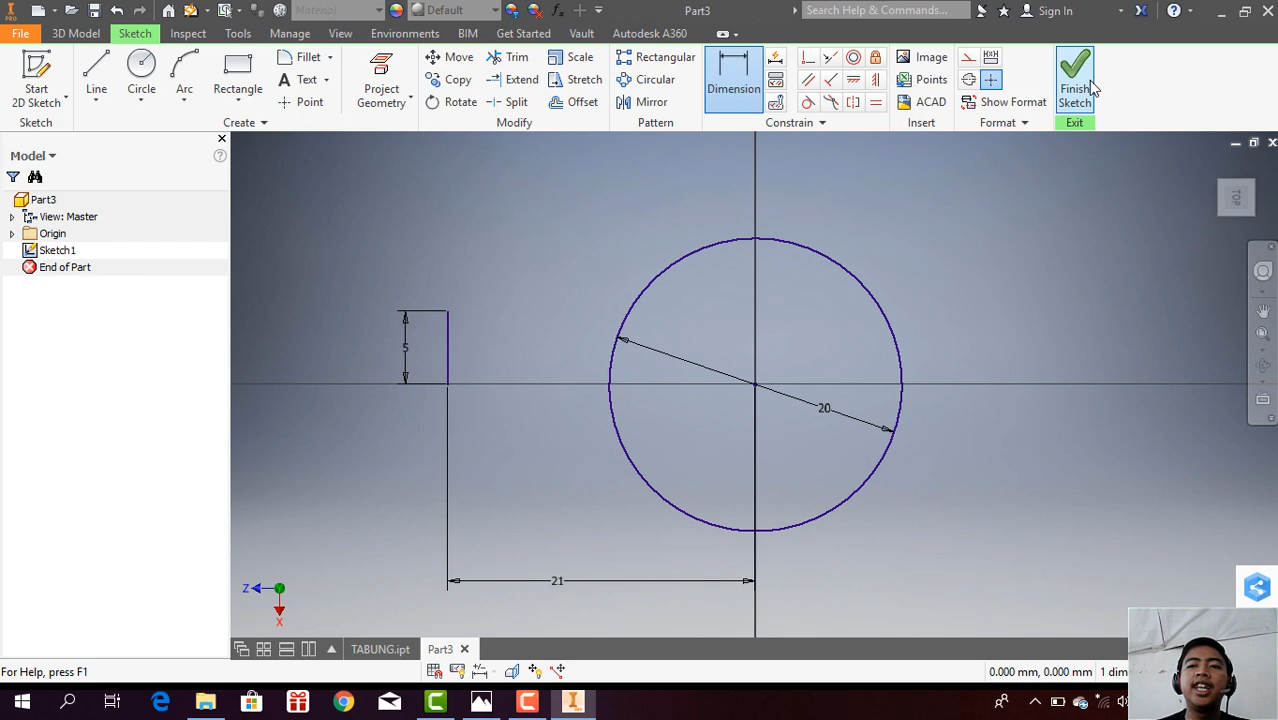 Material
Default
Part3
Search Help & Commands...
Sign In
PRO
File
3D Model
Sketch
Inspect
Tools
Manage
View
Environments
BIM
Get Started
Vault
Autodesk A360
Start
2D Sketch
Line
Circle
Arc
Rectangle
Fillet
Text
Point
Project
Geometry
Move
Copy
Rotate
Trim
Extend
Split
Scale
Stretch
Offset
Rectangular
Circular
Mirror
Dimension
Image
Points
ACAD
Show Format
Finish
Sketch
Sketch
Create
Modify
Pattern
Constrain
Insert
Format
Exit
Model
Part3
View: Master
Origin
Sketch1
End of Part
TOP
5
20
21
Z
X
TABUNG.ipt
Part3
For Help, press F1
0.000 mm, 0.000 mm
1 dim